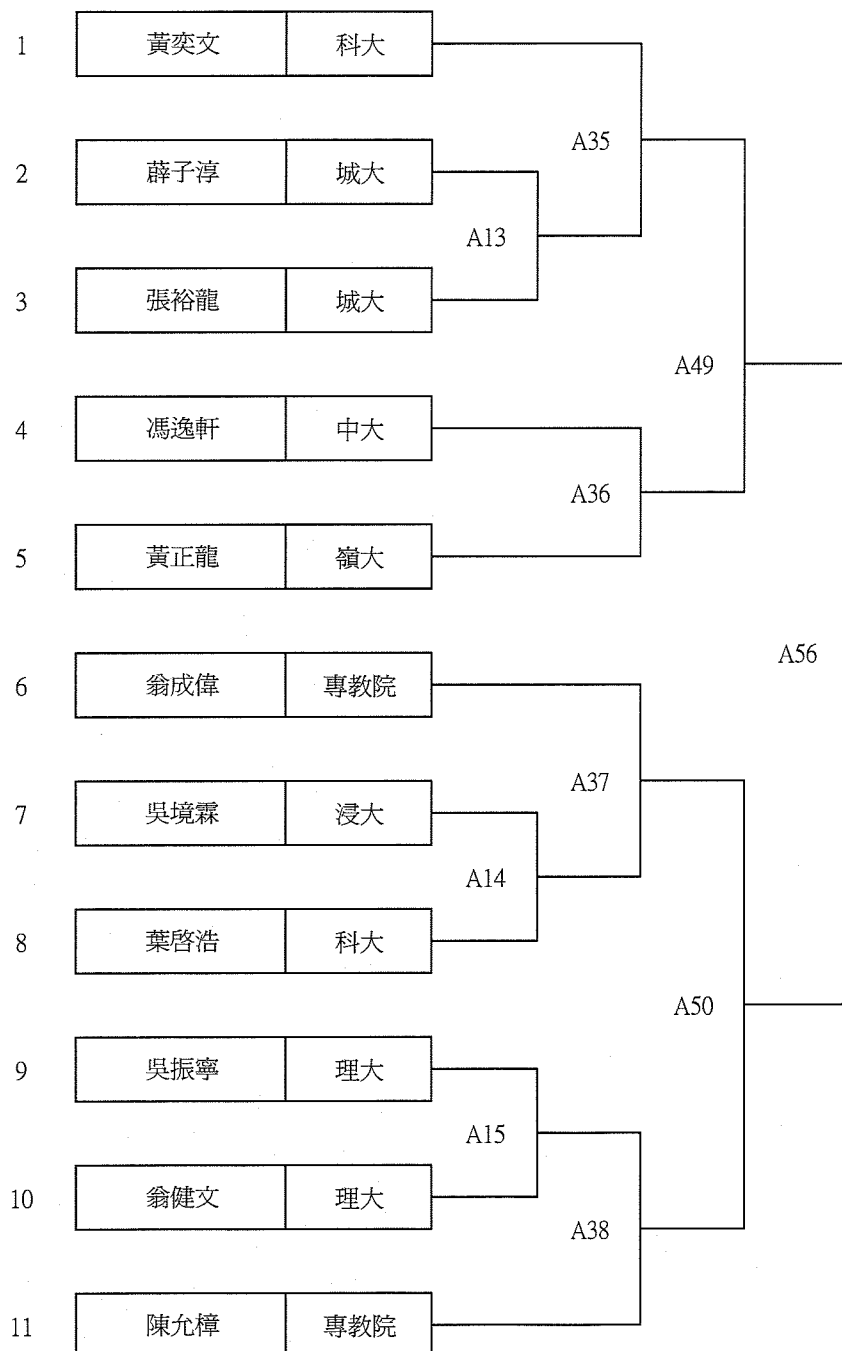 1 黃奕文 科大
A35
2 薜子淳 城大
A13
3 張裕龍 城大
A49
4 馮逸軒 中大
A36
5 黃正龍 嶺大
A56
6 翁成偉 專教院
A37
7 吳境霖 浸大
A14
8 葉啓浩 科大
A50
9 吳振寧 理大
A15
10 翁健文 理大
A38
11 陳允樟 專教院